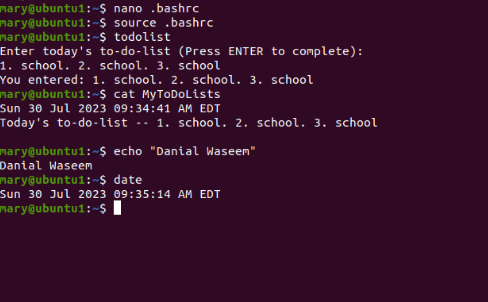 mary@ubuntu1:~$ nano .bashrc
mary@ubuntu1:~$ source .bashrc
mary@ubuntu1:~$ todolist
Enter today's to-do-list (Press ENTER to complete):
1. school. 2. school. 3. school
You entered: 1. school. 2. school. 3. school
mary@ubuntu1:~$ cat MyToDoLists
Sun 30 Jul 2023 09:34:41 AM EDT
Today's to-do-list -- 1. school. 2. school. 3. school
mary@ubuntu1:~$ echo "Danial Waseem"
Danial Waseem
mary@ubuntu1:~$ date
Sun 30 Jul 2023 09:35:14 AM EDT
mary@ubuntu1:~$